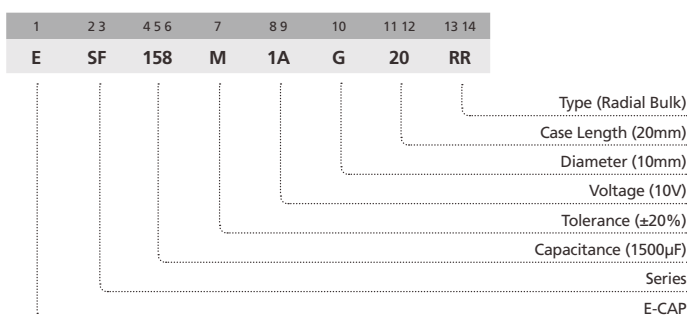 1 2 3 4 5 6 7 8 9 10 11 12 13 14
E SF 158 M 1A G 20 RR
Type (Radial Bulk)
Case Length (20mm)
Diameter (10mm)
Voltage (10V)
Tolerance (±20%)
Capacitance (1500µF)
Series
E-CAP